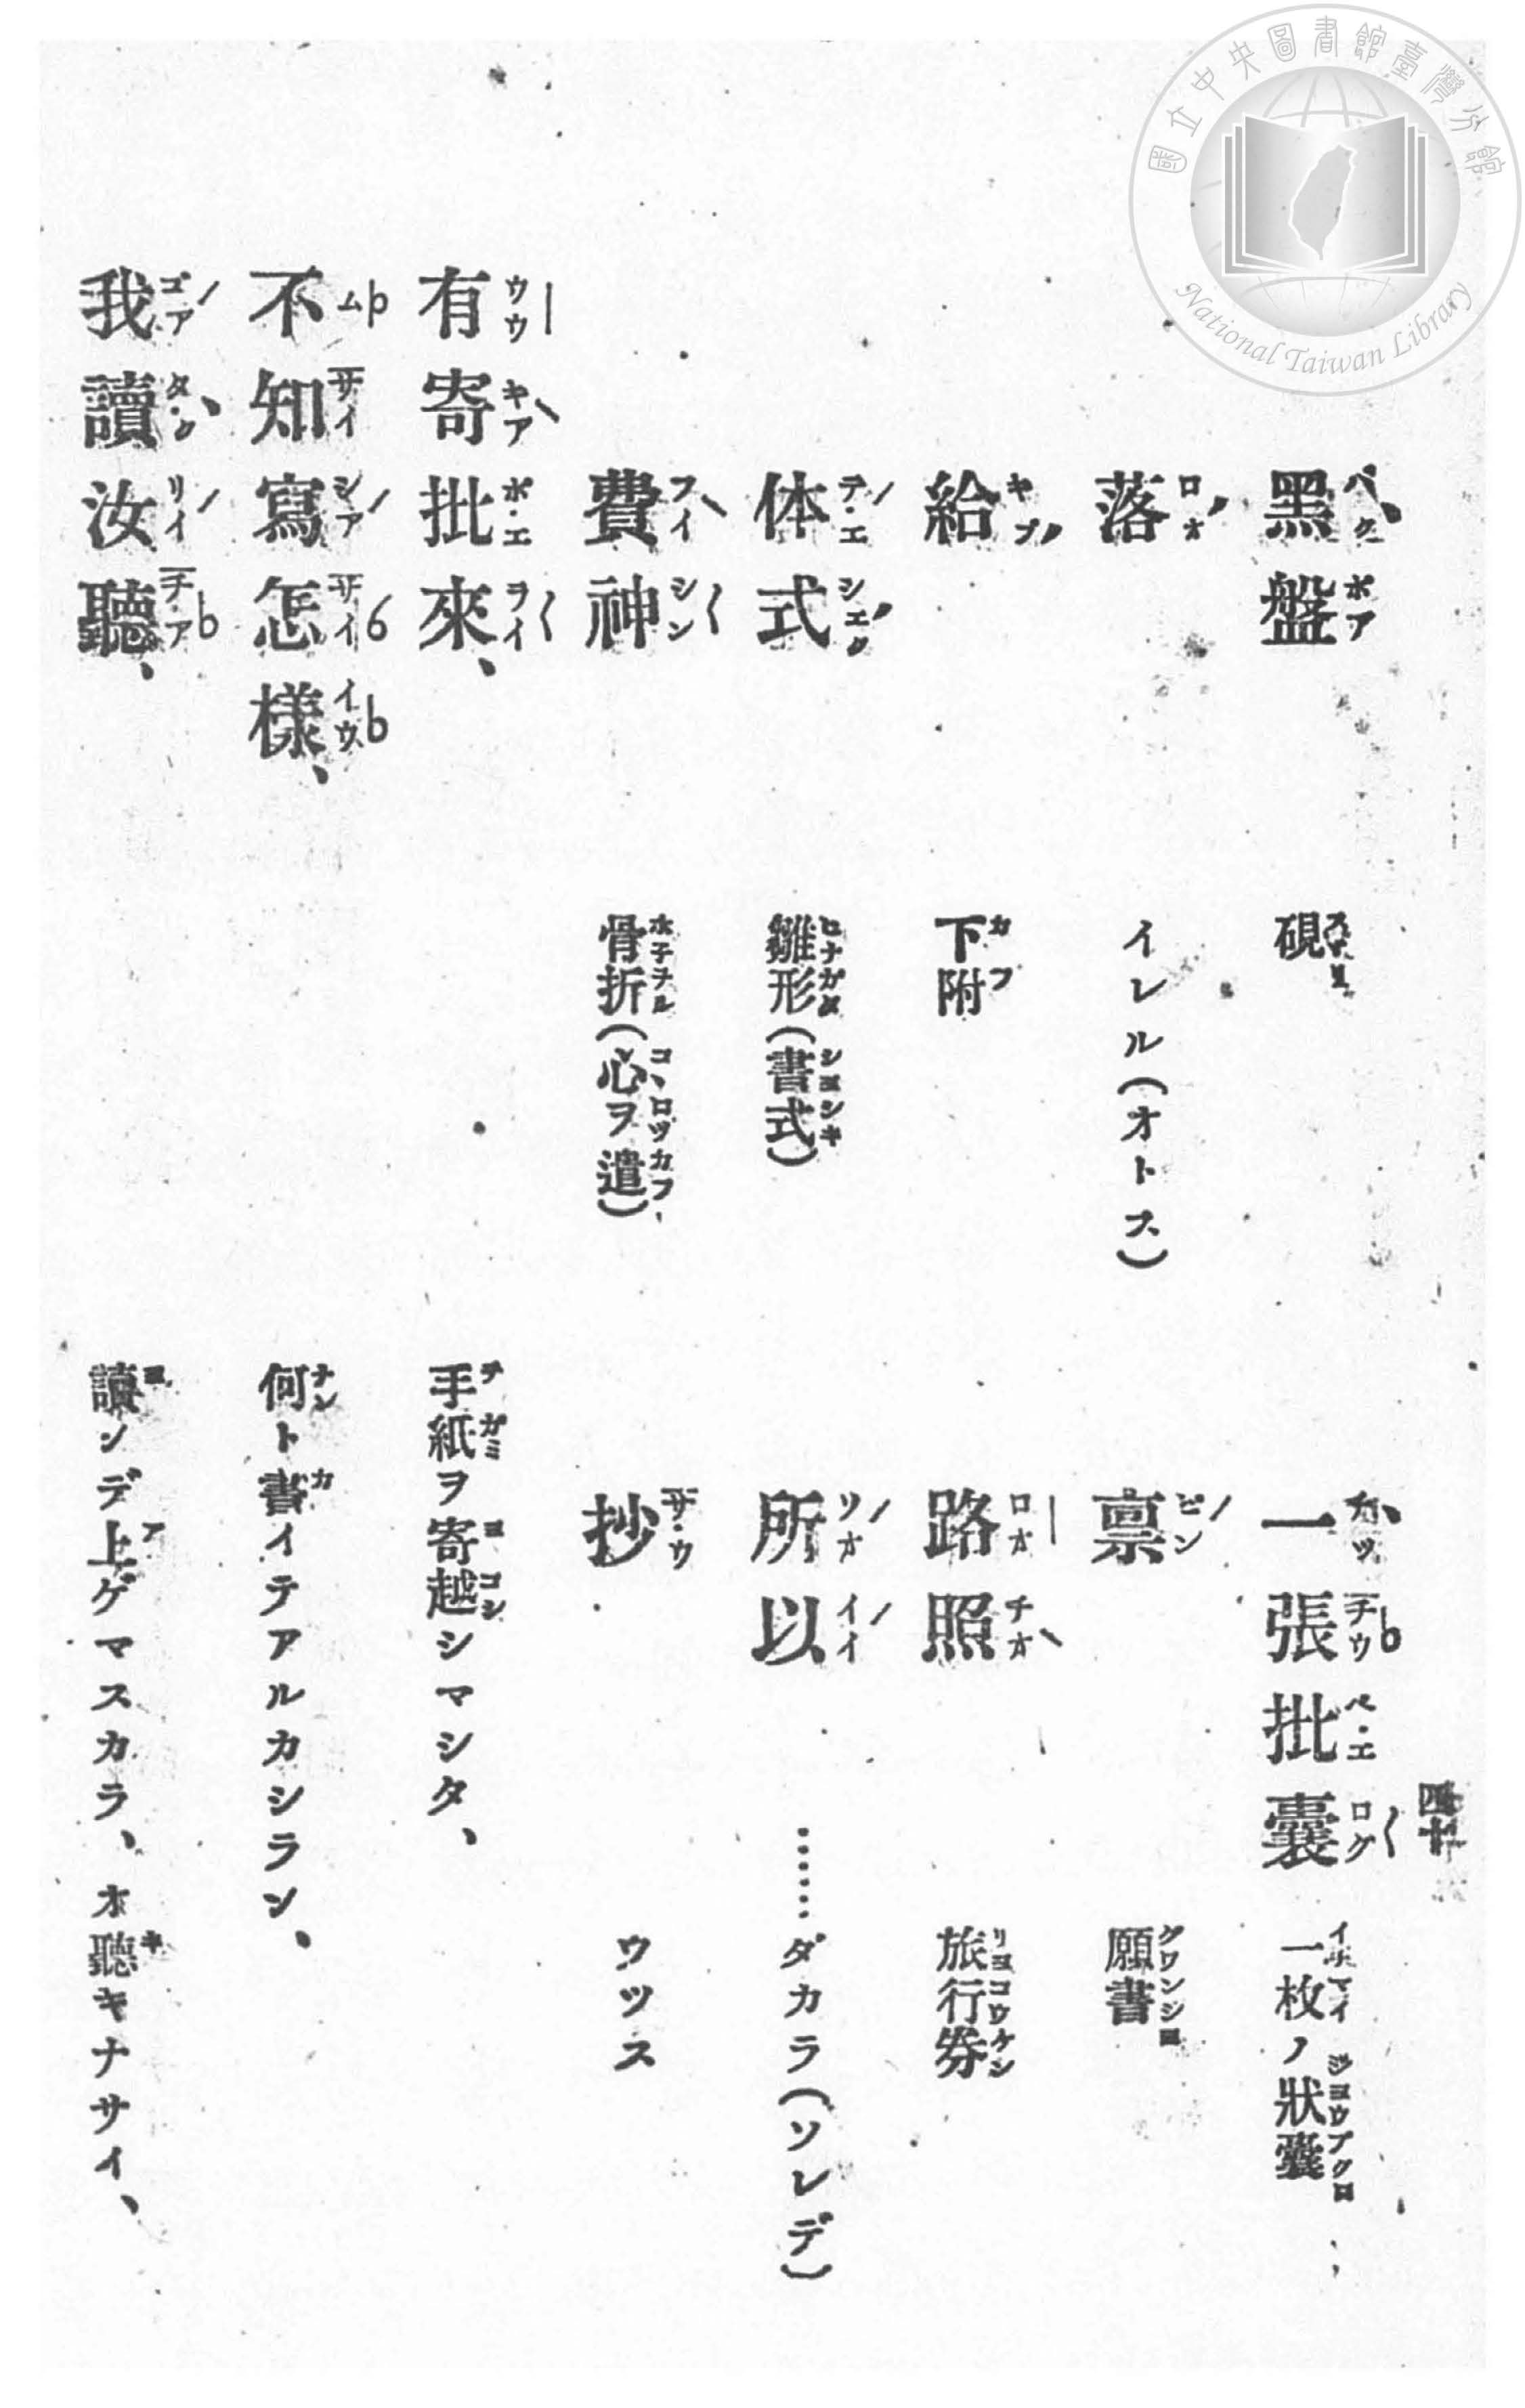 國立中央圖書館臺灣分館
National Taiwan Library
四十
黑盤 硯 一張批囊 一枚ノ狀囊
落 イレル(オトス) 禀 願書
給 下附 路照 旅行券
体式 雛形(書式) 所以 ……ダカラ(ソレデ)
費神 骨折(心ヲ遣) 抄 ウツス
有寄批來、 手紙ヲ寄越シマシタ、
不知寫怎樣、 何ト書イテアルカシラン、
我讀汝聽、 讀ンデ上ゲマスカラ、オ聽キナサイ、